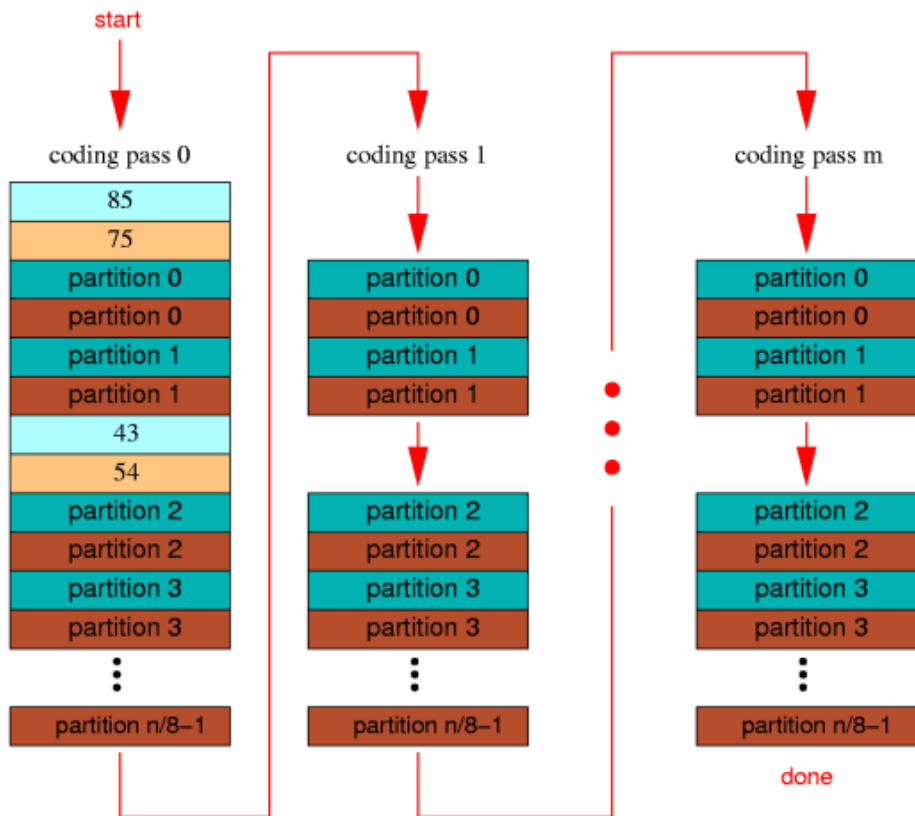 start
coding pass 0
85
75
partition 0
partition 0
partition 1
partition 1
43
54
partition 2
partition 2
partition 3
partition 3
partition n/8−1
coding pass 1
partition 0
partition 0
partition 1
partition 1
partition 2
partition 2
partition 3
partition 3
partition n/8−1
coding pass m
partition 0
partition 0
partition 1
partition 1
partition 2
partition 2
partition 3
partition 3
partition n/8−1
done